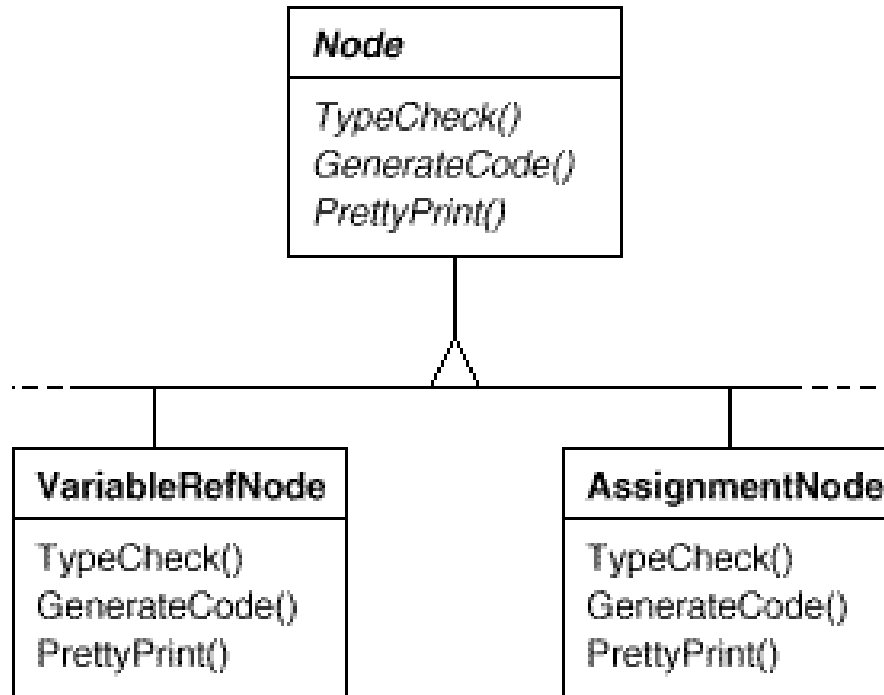 Node
TypeCheck()
GenerateCode()
PrettyPrint()
VariableRefNode
TypeCheck()
GenerateCode()
PrettyPrint()
AssignmentNode
TypeCheck()
GenerateCode()
PrettyPrint()